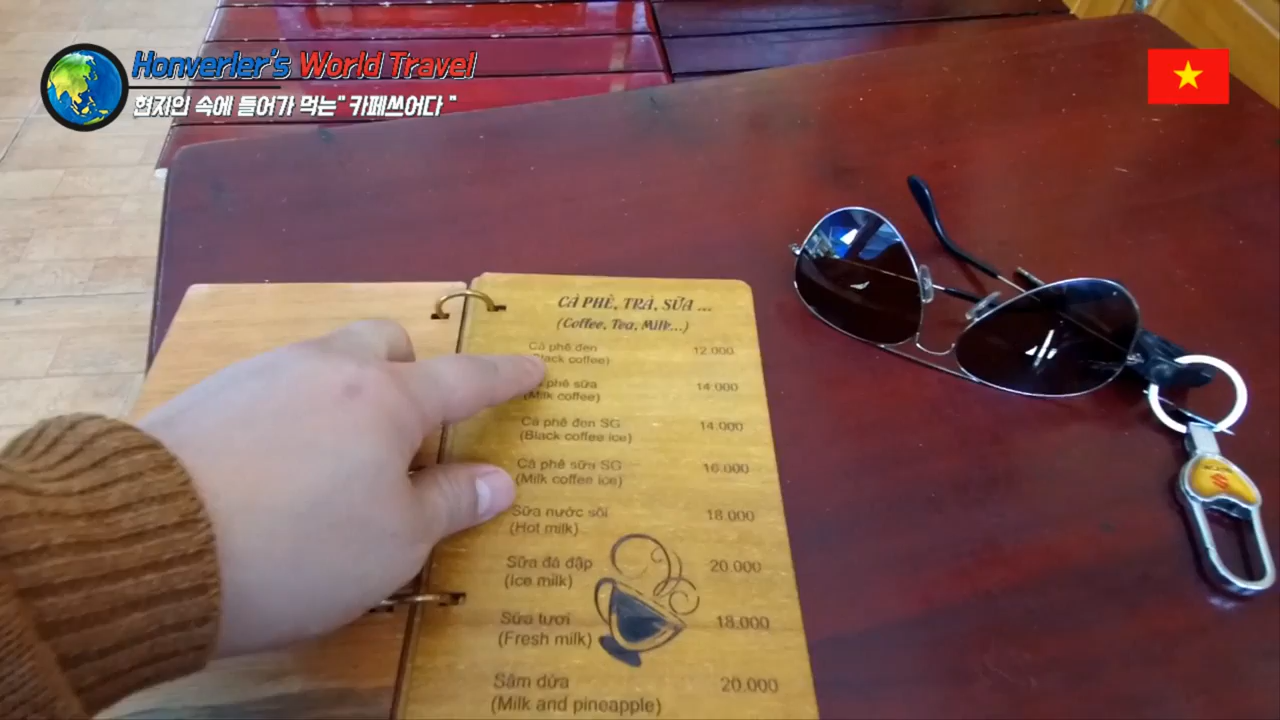 Honverler's World Travel
현지인 속에 들어가 먹는" 카페쓰어다 "
CÀ PHÊ, TRÀ, SỮA ...
(Coffee, Tea, Milk...)
Cà phê đen 12.000
(Black coffee)
phê sữa 14.000
(Milk coffee)
Cà phê đen SG 14.000
(Black coffee ice)
Cà phê sữa SG 16.000
(Milk coffee ice)
Sữa nước sôi 18.000
(Hot milk)
Sữa đá đập 20.000
(Ice milk)
Sữa tươi 18.000
(Fresh milk)
Sâm dứa 20.000
(Milk and pineapple)